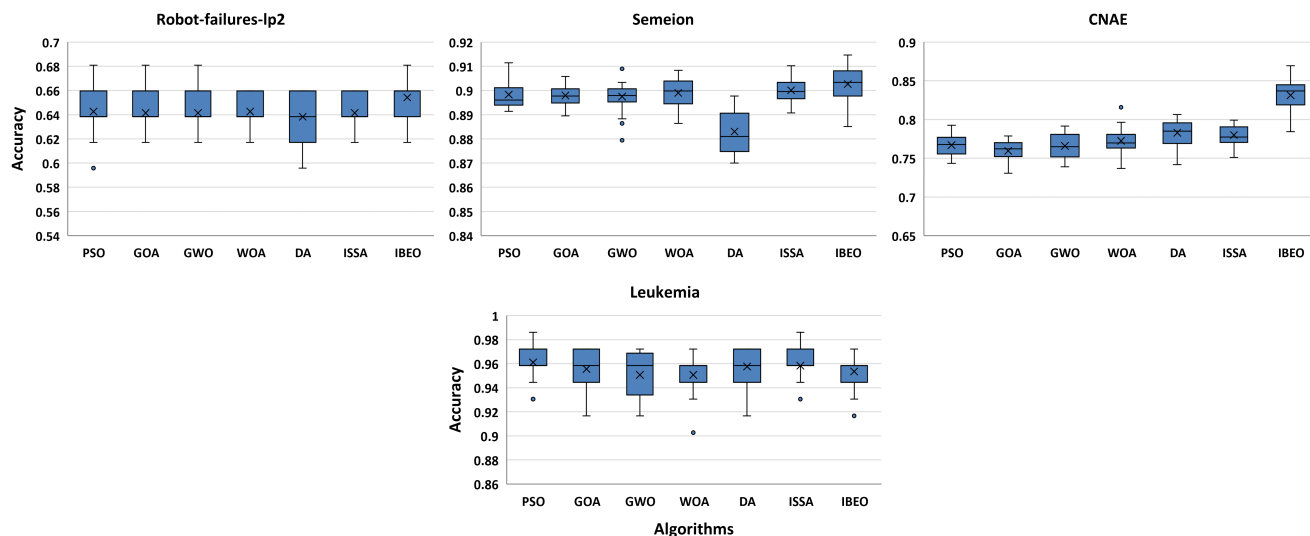 Robot-failures-lp2
0.7
0.68
0.66
0.64
0.62
0.6
0.58
0.56
0.54
Accuracy
PSO GOA GWO WOA DA ISSA IBEO
Semeion
0.92
0.91
0.9
0.89
0.88
0.87
0.86
0.85
0.84
PSO GOA GWO WOA DA ISSA IBEO
CNAE
0.9
0.85
0.8
0.75
0.7
0.65
PSO GOA GWO WOA DA ISSA IBEO
Leukemia
1
0.98
0.96
0.94
0.92
0.9
0.88
0.86
Accuracy
PSO GOA GWO WOA DA ISSA IBEO
Algorithms